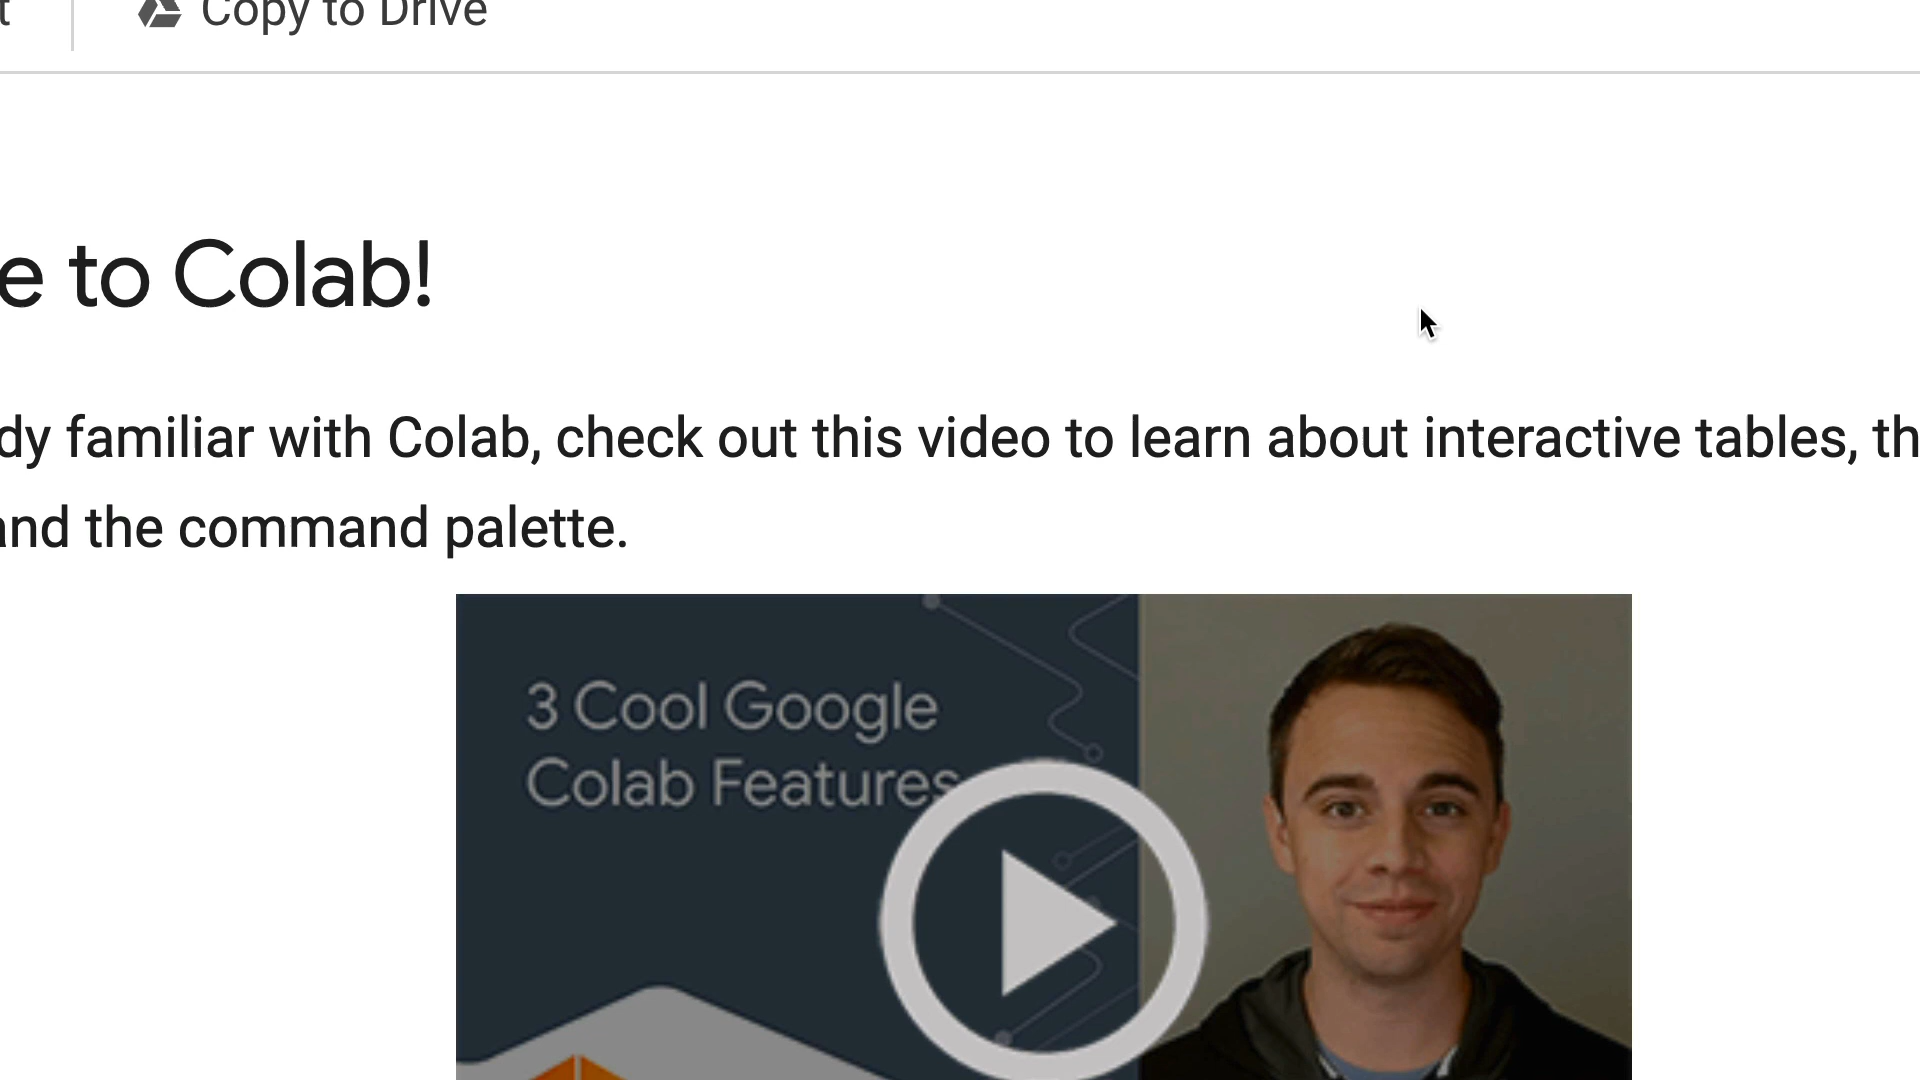 t Copy to Drive
e to Colab!
dy familiar with Colab, check out this video to learn about interactive tables, th
and the command palette.
3 Cool Google
Colab Features